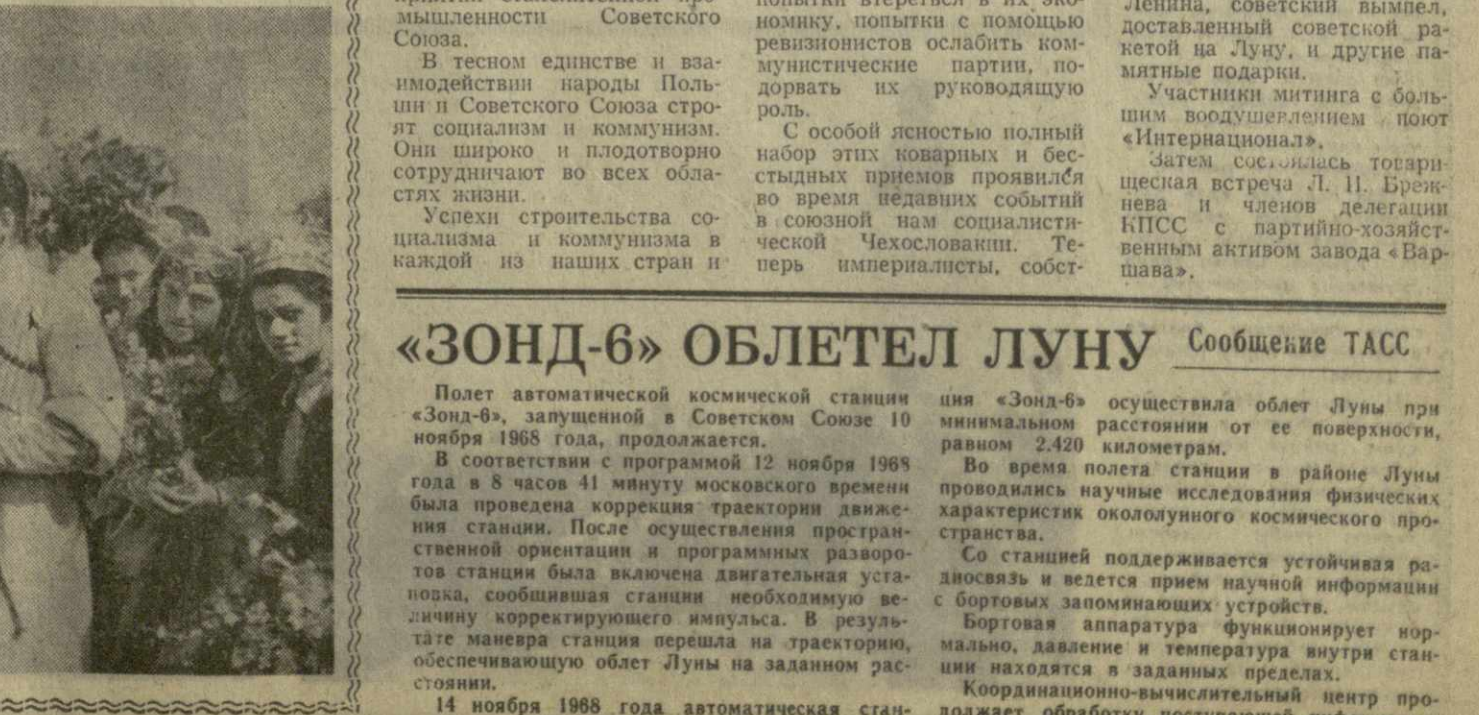 мышленности Советского
Союза.
В тесном единстве и вза-
имодействии народы Поль-
ши и Советского Союза стро-
ят социализм и коммунизм.
Они широко и плодотворно
сотрудничают во всех обла-
стях жизни.
Успехи строительства со-
циализма и коммунизма в
каждой из наших стран и
попытки втереться в их эко-
номику, попытки с помощью
ревизионистов ослабить ком-
мунистические партии, по-
дорвать их руководящую
роль.
С особой ясностью полный
набор этих коварных и бес-
стыдных приемов проявился
во время недавних событий
в союзной нам социалисти-
ческой Чехословакии. Те-
перь империалисты, собст-
Ленина, советский вымпел,
доставленный советской ра-
кетой на Луну, и другие па-
мятные подарки.
Участники митинга с боль-
шим воодушевлением поют
«Интернационал».
Затем состоялась товари-
щеская встреча Л. И. Бреж-
нева и членов делегации
КПСС с партийно-хозяйст-
венным активом завода «Вар-
шава».
«ЗОНД-6» ОБЛЕТЕЛ ЛУНУ Сообщение ТАСС
Полет автоматической космической станции
«Зонд-6», запущенной в Советском Союзе 10
ноября 1968 года, продолжается.
В соответствии с программой 12 ноября 1968
года в 8 часов 41 минуту московского времени
была проведена коррекция траектории движе-
ния станции. После осуществления простран-
ственной ориентации и программных разворо-
тов станции была включена двигательная уста-
новка, сообщившая станции необходимую ве-
личину корректирующего импульса. В резуль-
тате маневра станция перешла на траекторию,
обеспечивающую облет Луны на заданном рас-
стоянии.
14 ноября 1968 года автоматическая стан-
ция «Зонд-6» осуществила облет Луны при
минимальном расстоянии от ее поверхности,
равном 2.420 километрам.
Во время полета станции в районе Луны
проводились научные исследования физических
характеристик окололунного космического про-
странства.
Со станцией поддерживается устойчивая ра-
диосвязь и ведется прием научной информации
с бортовых запоминающих устройств.
Бортовая аппаратура функционирует нор-
мально, давление и температура внутри стан-
ции находятся в заданных пределах.
Координационно-вычислительный центр про-
должает обработку поступающей